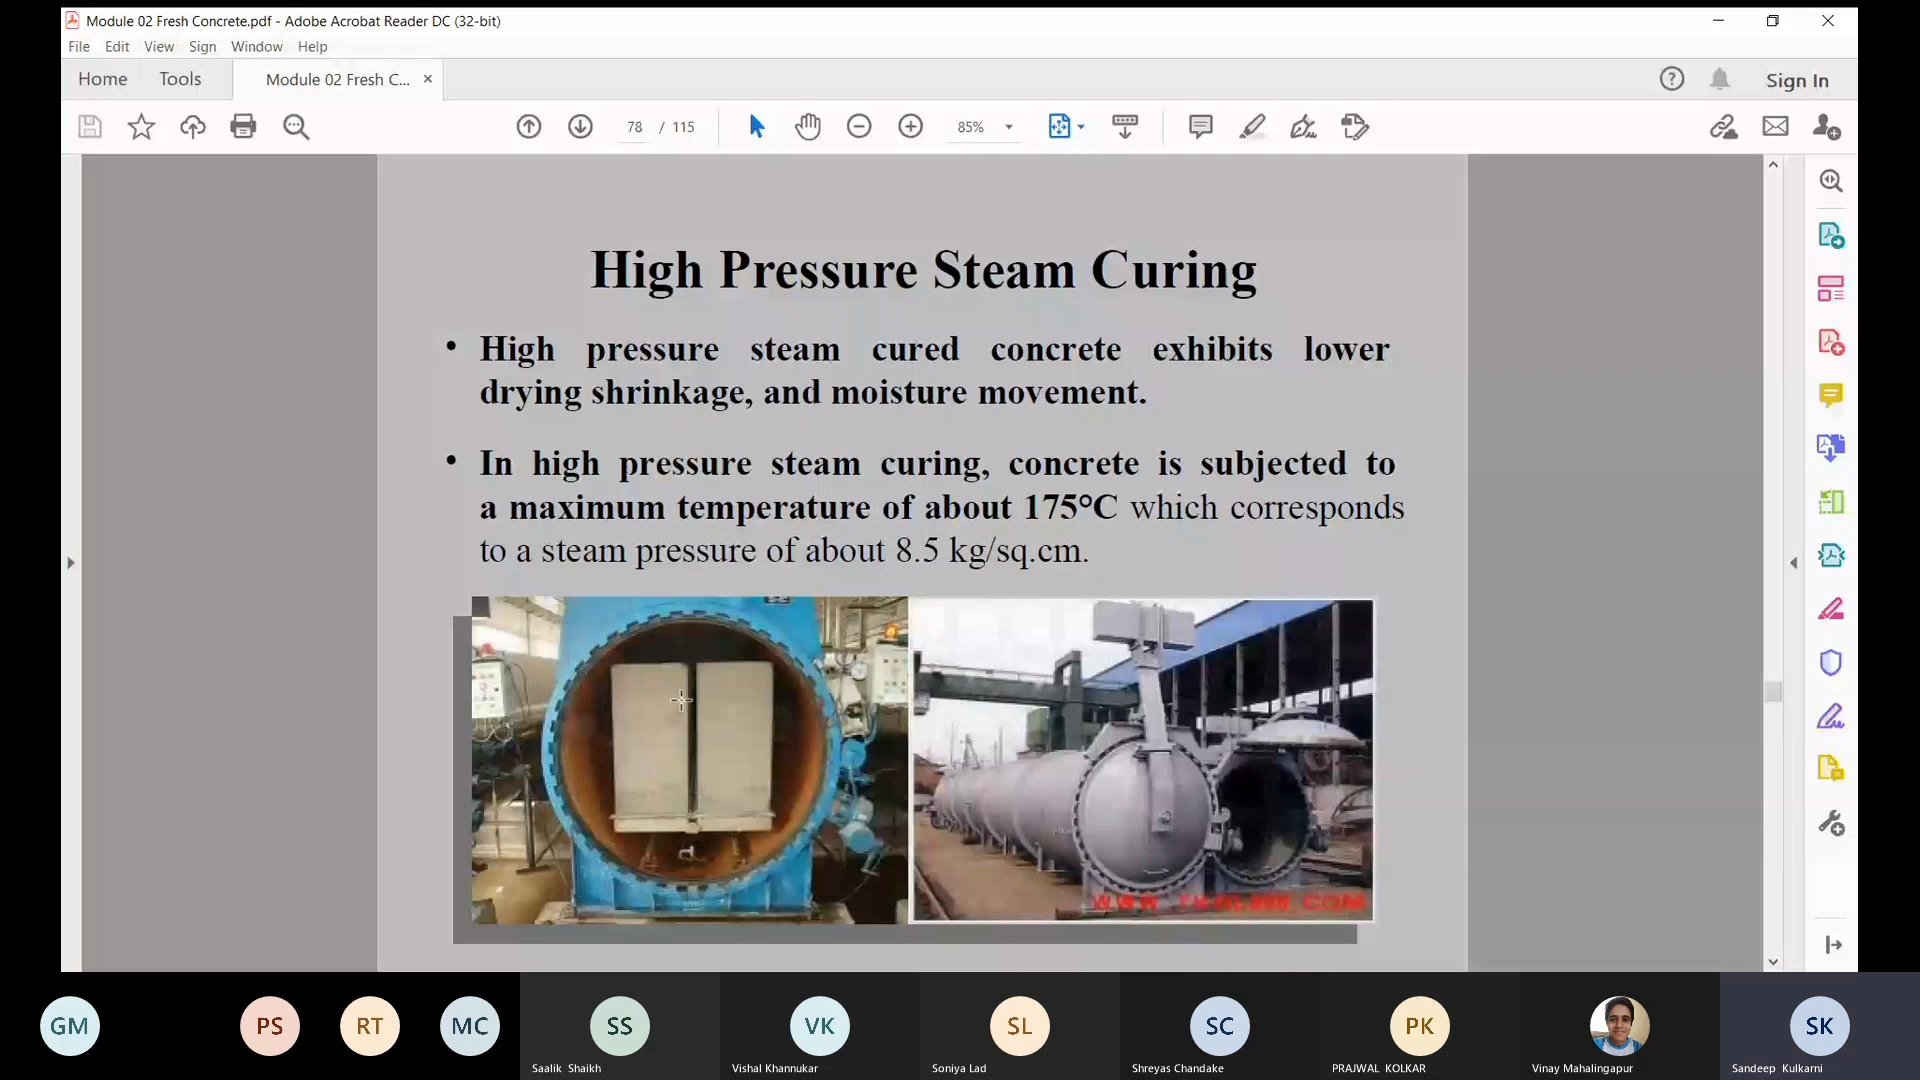 Module 02 Fresh Concrete.pdf - Adobe Acrobat Reader DC (32-bit)
File Edit View Sign Window Help
Home Tools Module 02 Fresh C... Sign In
78 / 115 85%
High Pressure Steam Curing
• High pressure steam cured concrete exhibits lower
drying shrinkage, and moisture movement.
• In high pressure steam curing, concrete is subjected to
a maximum temperature of about 175°C which corresponds
to a steam pressure of about 8.5 kg/sq.cm.
GM PS RT MC SS VK SL SC PK SK
Saalik Shaikh Vishal Khannukar Soniya Lad Shreyas Chandake PRAJWAL KOLKAR Vinay Mahalingapur Sandeep Kulkarni